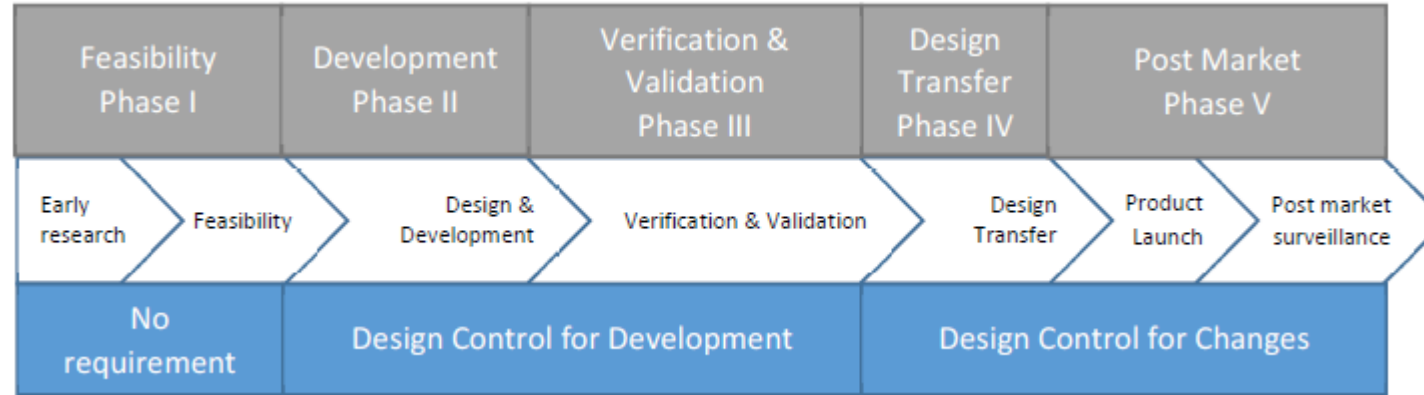 Feasibility
Phase I
Development
Phase II
Verification &
Validation
Phase III
Design
Transfer
Phase IV
Post Market
Phase V
Early
research
Feasibility
Design &
Development
Verification & Validation
Design
Transfer
Product
Launch
Post market
surveillance
No
requirement
Design Control for Development
Design Control for Changes